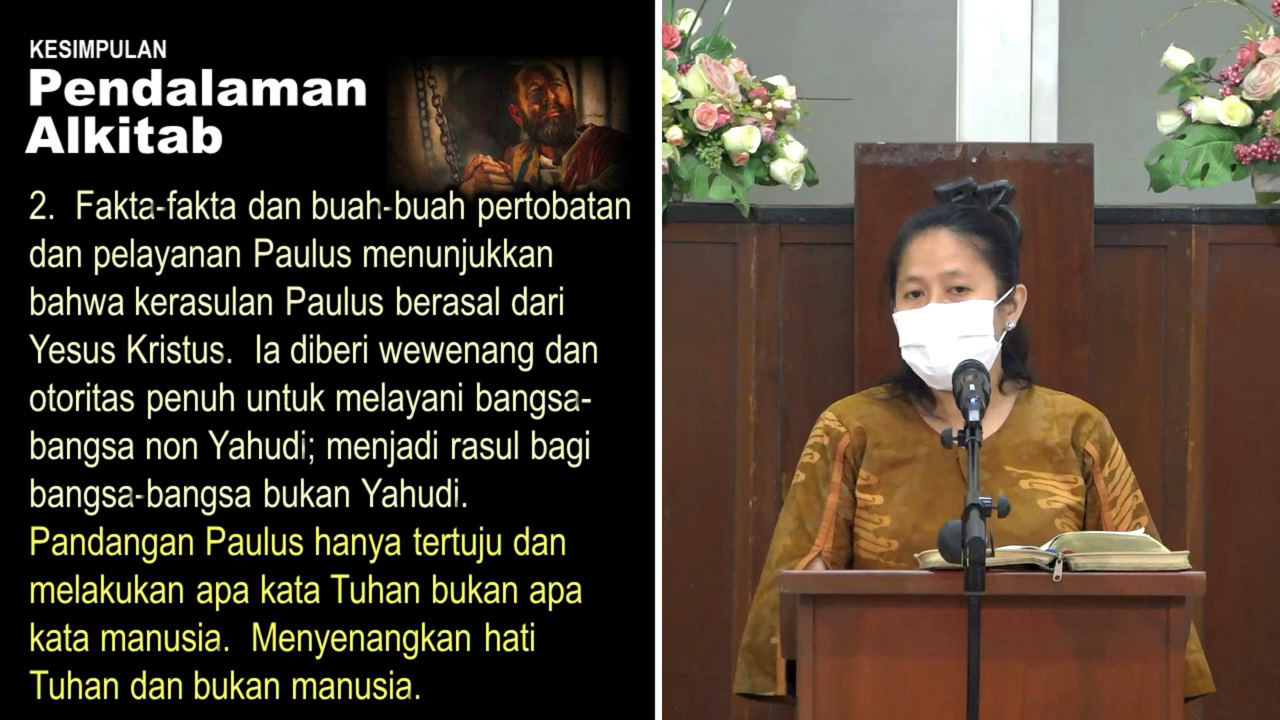 KESIMPULAN
Pendalaman
Alkitab
2. Fakta-fakta dan buah-buah pertobatan
dan pelayanan Paulus menunjukkan
bahwa kerasulan Paulus berasal dari
Yesus Kristus. Ia diberi wewenang dan
otoritas penuh untuk melayani bangsa-
bangsa non Yahudi; menjadi rasul bagi
bangsa-bangsa bukan Yahudi.
Pandangan Paulus hanya tertuju dan
melakukan apa kata Tuhan bukan apa
kata manusia. Menyenangkan hati
Tuhan dan bukan manusia.